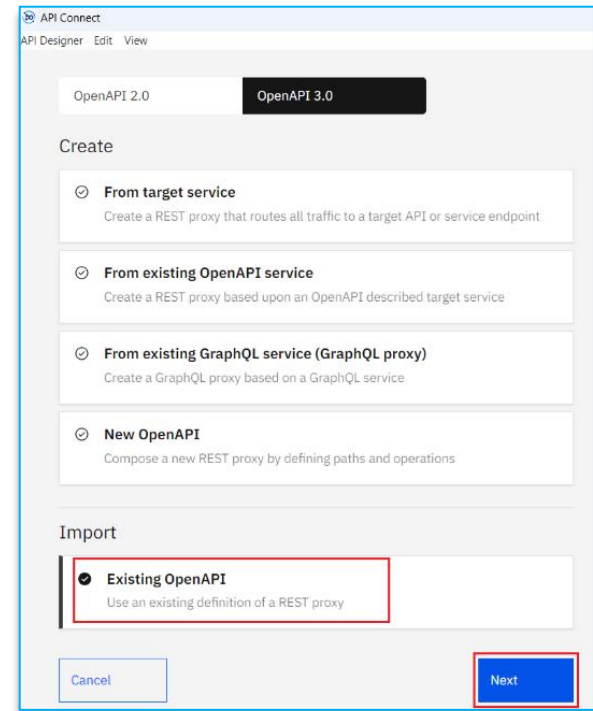 API Connect
API Designer Edit View
OpenAPI 2.0 OpenAPI 3.0
Create
From target service
Create a REST proxy that routes all traffic to a target API or service endpoint
From existing OpenAPI service
Create a REST proxy based upon an OpenAPI described target service
From existing GraphQL service (GraphQL proxy)
Create a GraphQL proxy based on a GraphQL service
New OpenAPI
Compose a new REST proxy by defining paths and operations
Import
Existing OpenAPI
Use an existing definition of a REST proxy
Cancel Next